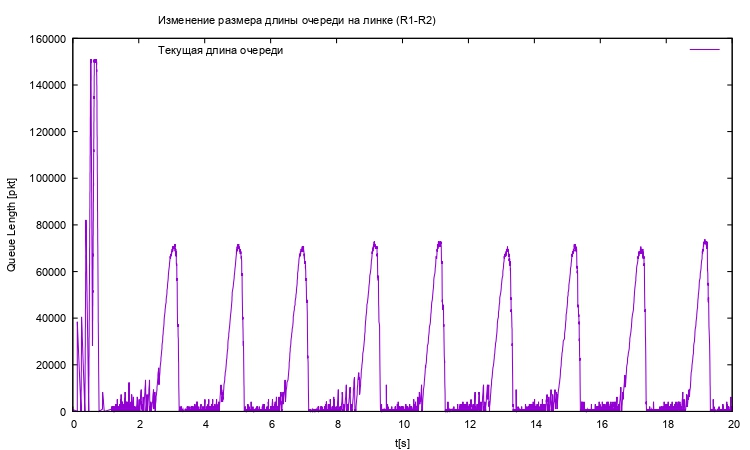 Изменение размера длины очереди на линке (R1-R2)
Текущая длина очереди
160000
140000
120000
100000
80000
60000
40000
20000
0
Queue Length [pkt]
0 2 4 6 8 10 12 14 16 18 20
t[s]